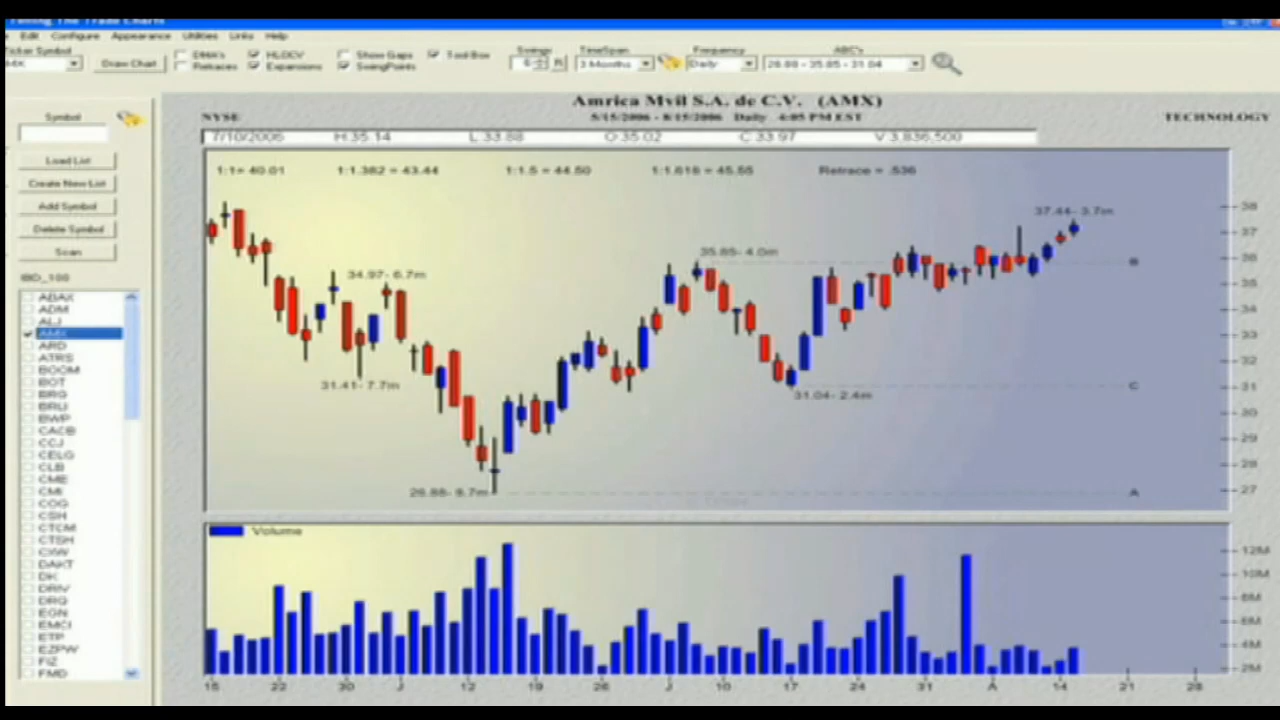 Timing The Trade Charts
Edit Configure Appearance Utilities Links Help
Ticker Symbol
AMX
Draw Chart
DMA's
Retraces
HLOCV
Expansions
Show Gaps
SwingPoints
Tool Box
Swings
6
TimeSpan
3 Months
Frequency
Daily
ABC's
26.88 - 35.85 - 31.04
Amrica Mvil S.A. de C.V. (AMX)
NYSE
5/15/2006 - 8/15/2006 Daily 4:05 PM EST
TECHNOLOGY
7/10/2006 H:35.14 L:33.88 O:35.02 C:33.97 V:3,836,500
1:1= 40.01 1:1.382 = 43.44 1:1.5 = 44.50 1:1.618 = 45.55 Retrace = .536
Symbol
Load List
Create New List
Add Symbol
Delete Symbol
Scan
IBD_100
ABAX
ADM
ALJ
AMX
ARD
ATRS
BOOM
BOT
BRG
BRLI
BWP
CACB
CCJ
CELG
CLB
CME
CMI
COG
CSH
CTCM
CTSH
CXW
DAKT
DK
DRIV
DRQ
EGN
EMCI
ETP
EZPW
FIZ
FMD
37.44- 3.7m
35.85- 4.0m
34.97- 6.7m
31.41- 7.7m
31.04- 2.4m
26.88- 9.7m
B
C
A
38
37
36
35
34
33
32
31
30
29
28
27
Volume
12M
10M
8M
6M
4M
2M
15 22 30 J 12 19 26 J 10 17 24 31 A 14 21 28